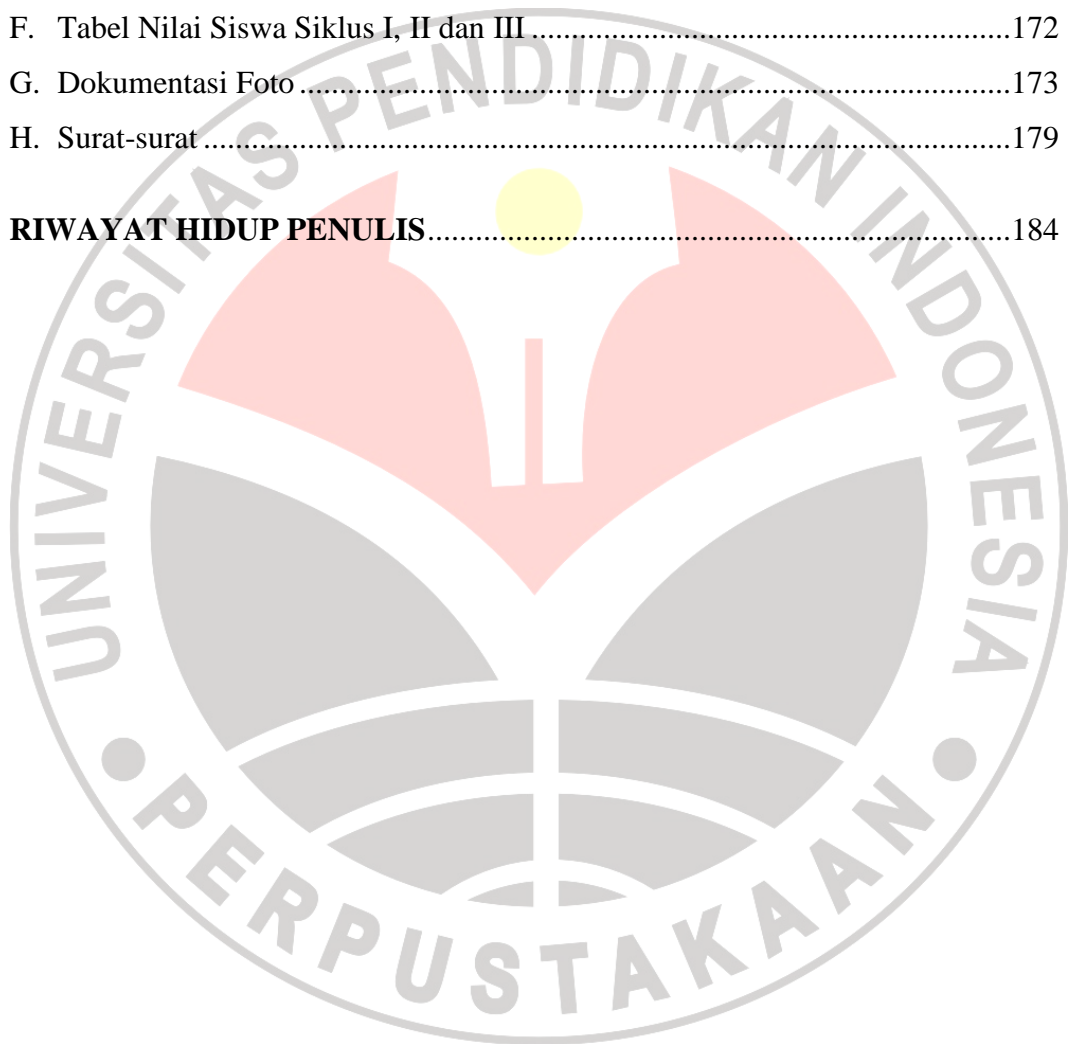 F. Tabel Nilai Siswa Siklus I, II dan III ............................................................172
G. Dokumentasi Foto ........................................................................................173
H. Surat-surat ....................................................................................................179
RIWAYAT HIDUP PENULIS.........................................................................184
UNIVERSITAS PENDIDIKAN INDONESIA
PERPUSTAKAAN